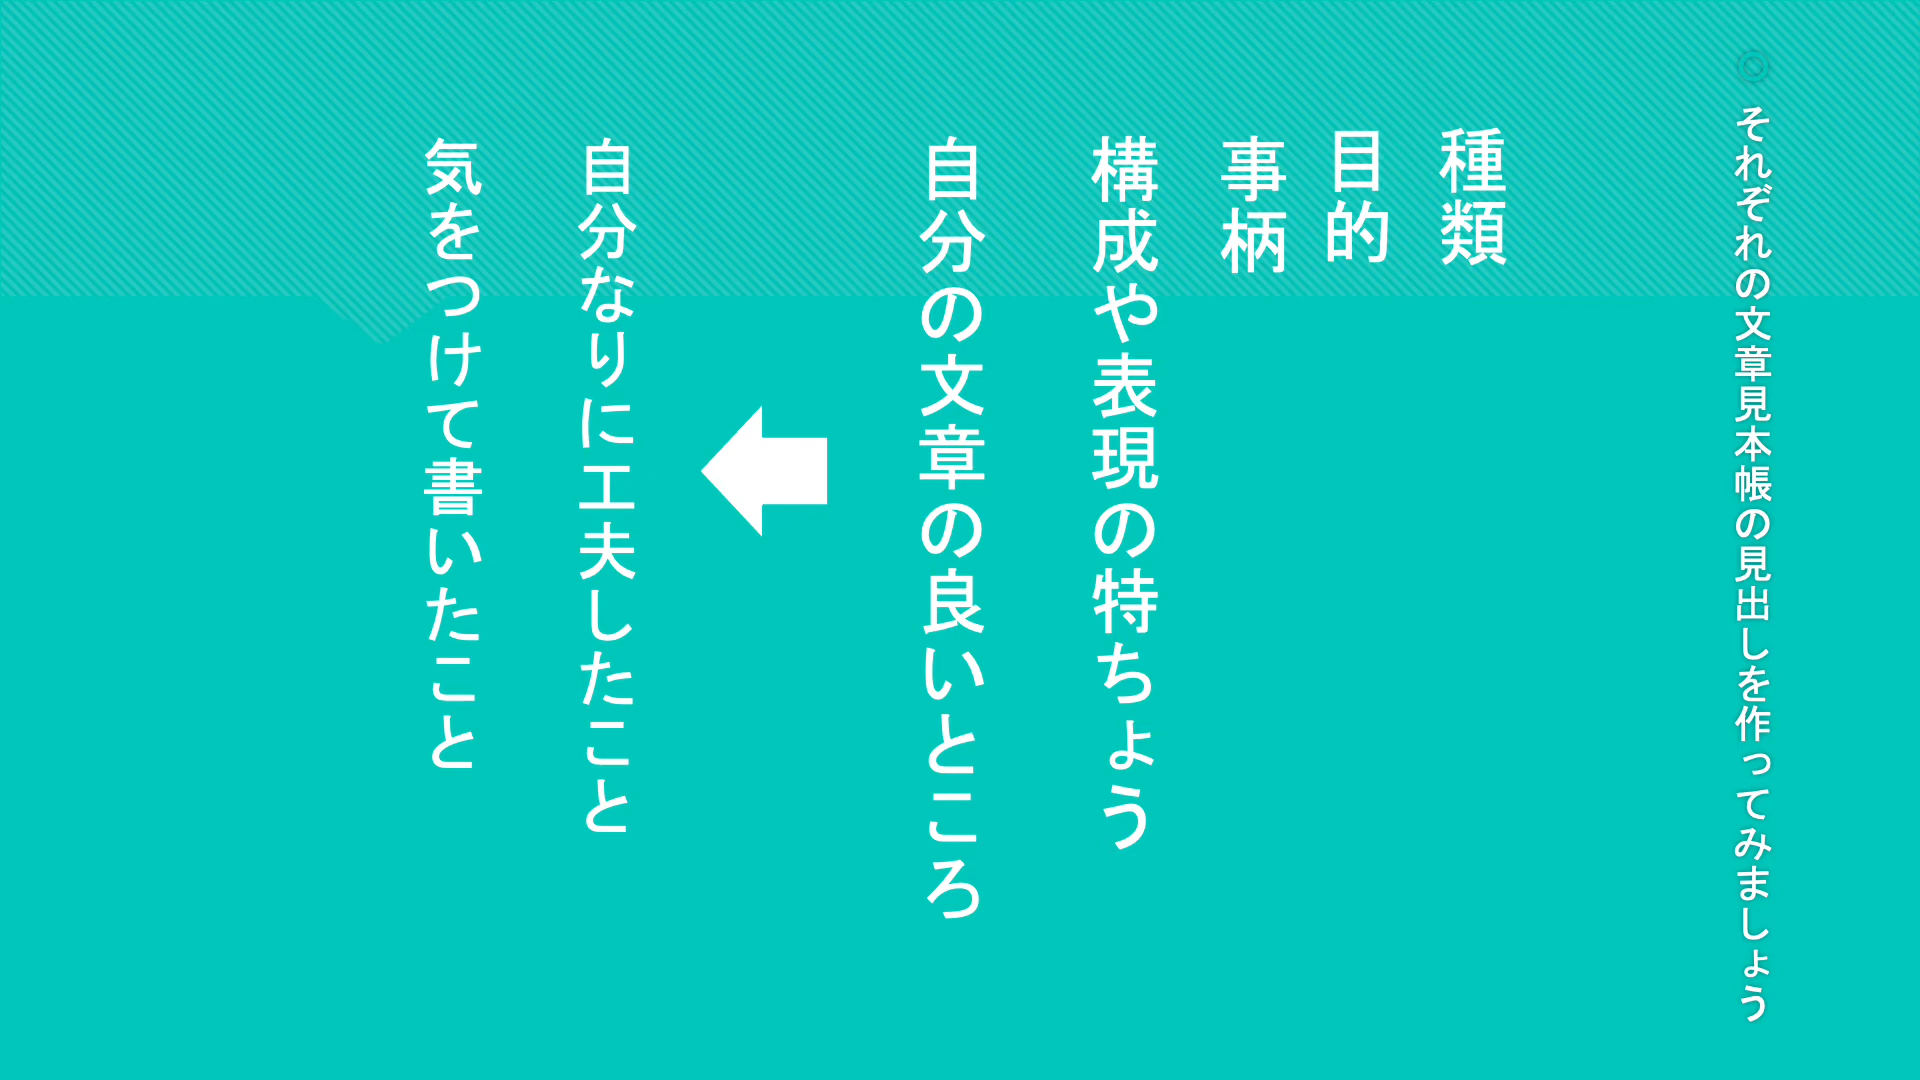 ◎ それぞれの文章見本帳の見出しを作ってみましょう
種類
目的
事柄
構成や表現の特ちょう
自分の文章の良いところ
自分なりに工夫したこと
気をつけて書いたこと